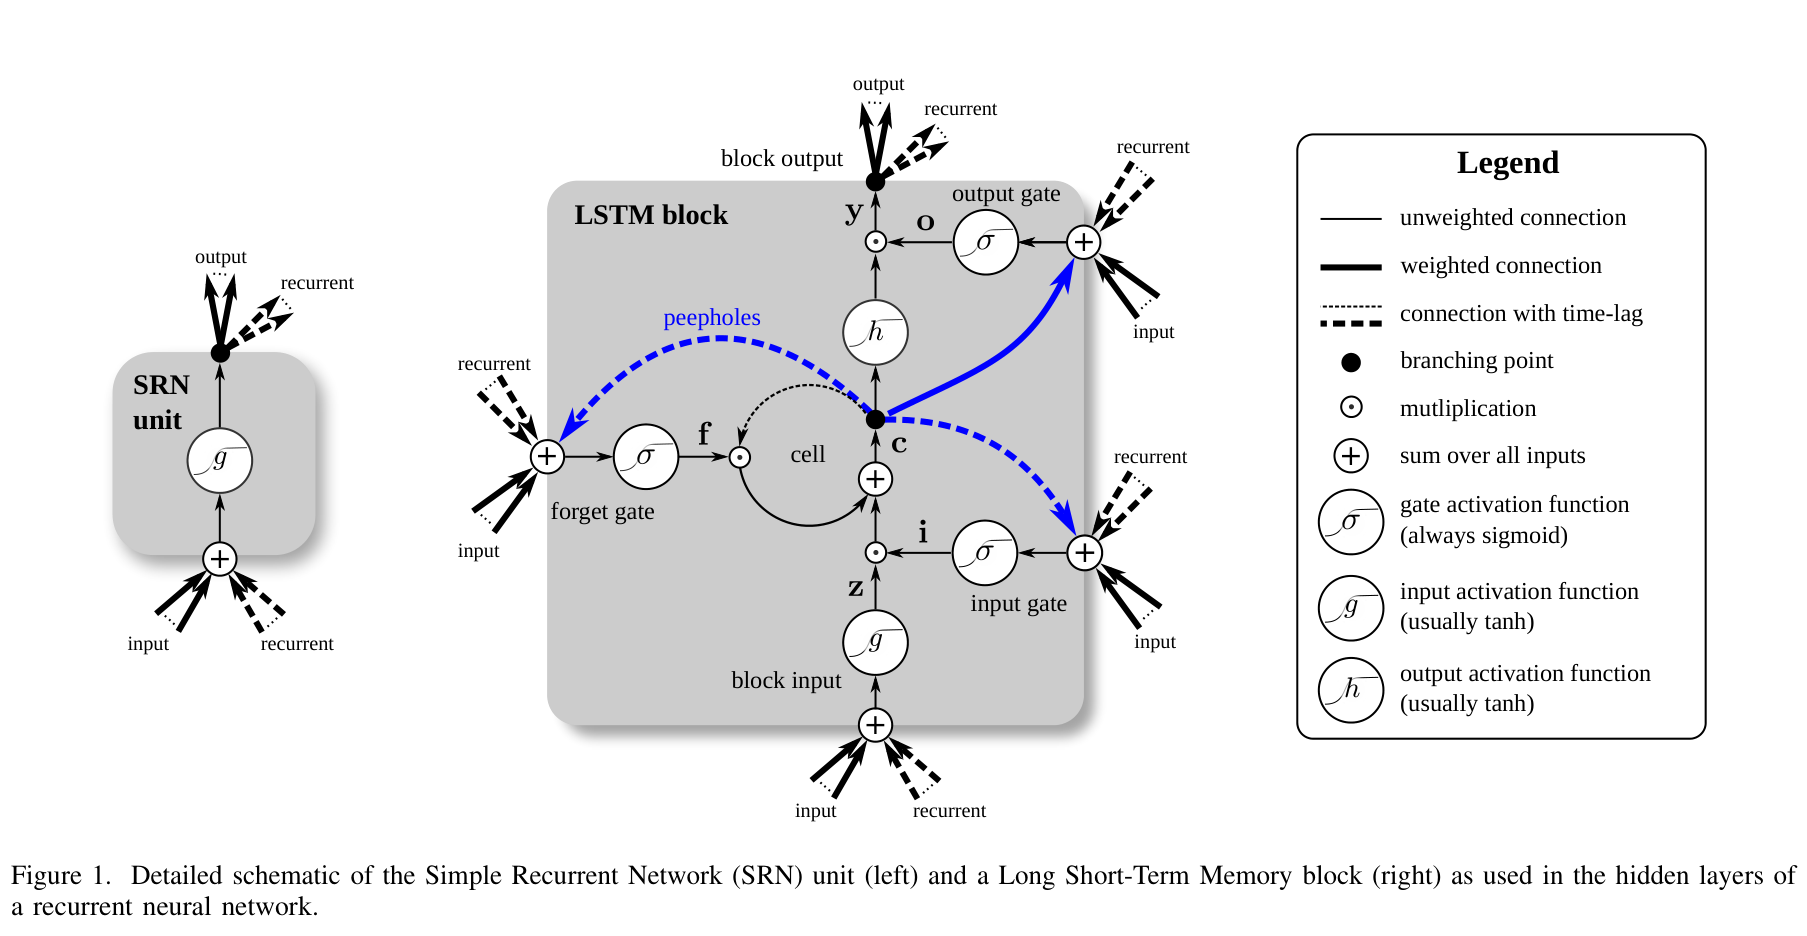 output
recurrent
SRN
unit
g
input
recurrent
output
recurrent
block output
LSTM block
y
o
output gate
σ
recurrent
input
h
peepholes
recurrent
f
σ
cell
c
forget gate
input
recurrent
i
σ
z
input gate
input
g
block input
input
recurrent
Legend
unweighted connection
weighted connection
connection with time-lag
branching point
mutliplication
sum over all inputs
σ
gate activation function
(always sigmoid)
g
input activation function
(usually tanh)
h
output activation function
(usually tanh)
Figure 1. Detailed schematic of the Simple Recurrent Network (SRN) unit (left) and a Long Short-Term Memory block (right) as used in the hidden layers of
a recurrent neural network.